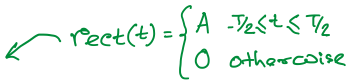 rect(t) = { A -T/2 ≤ t ≤ T/2
0 otherwise